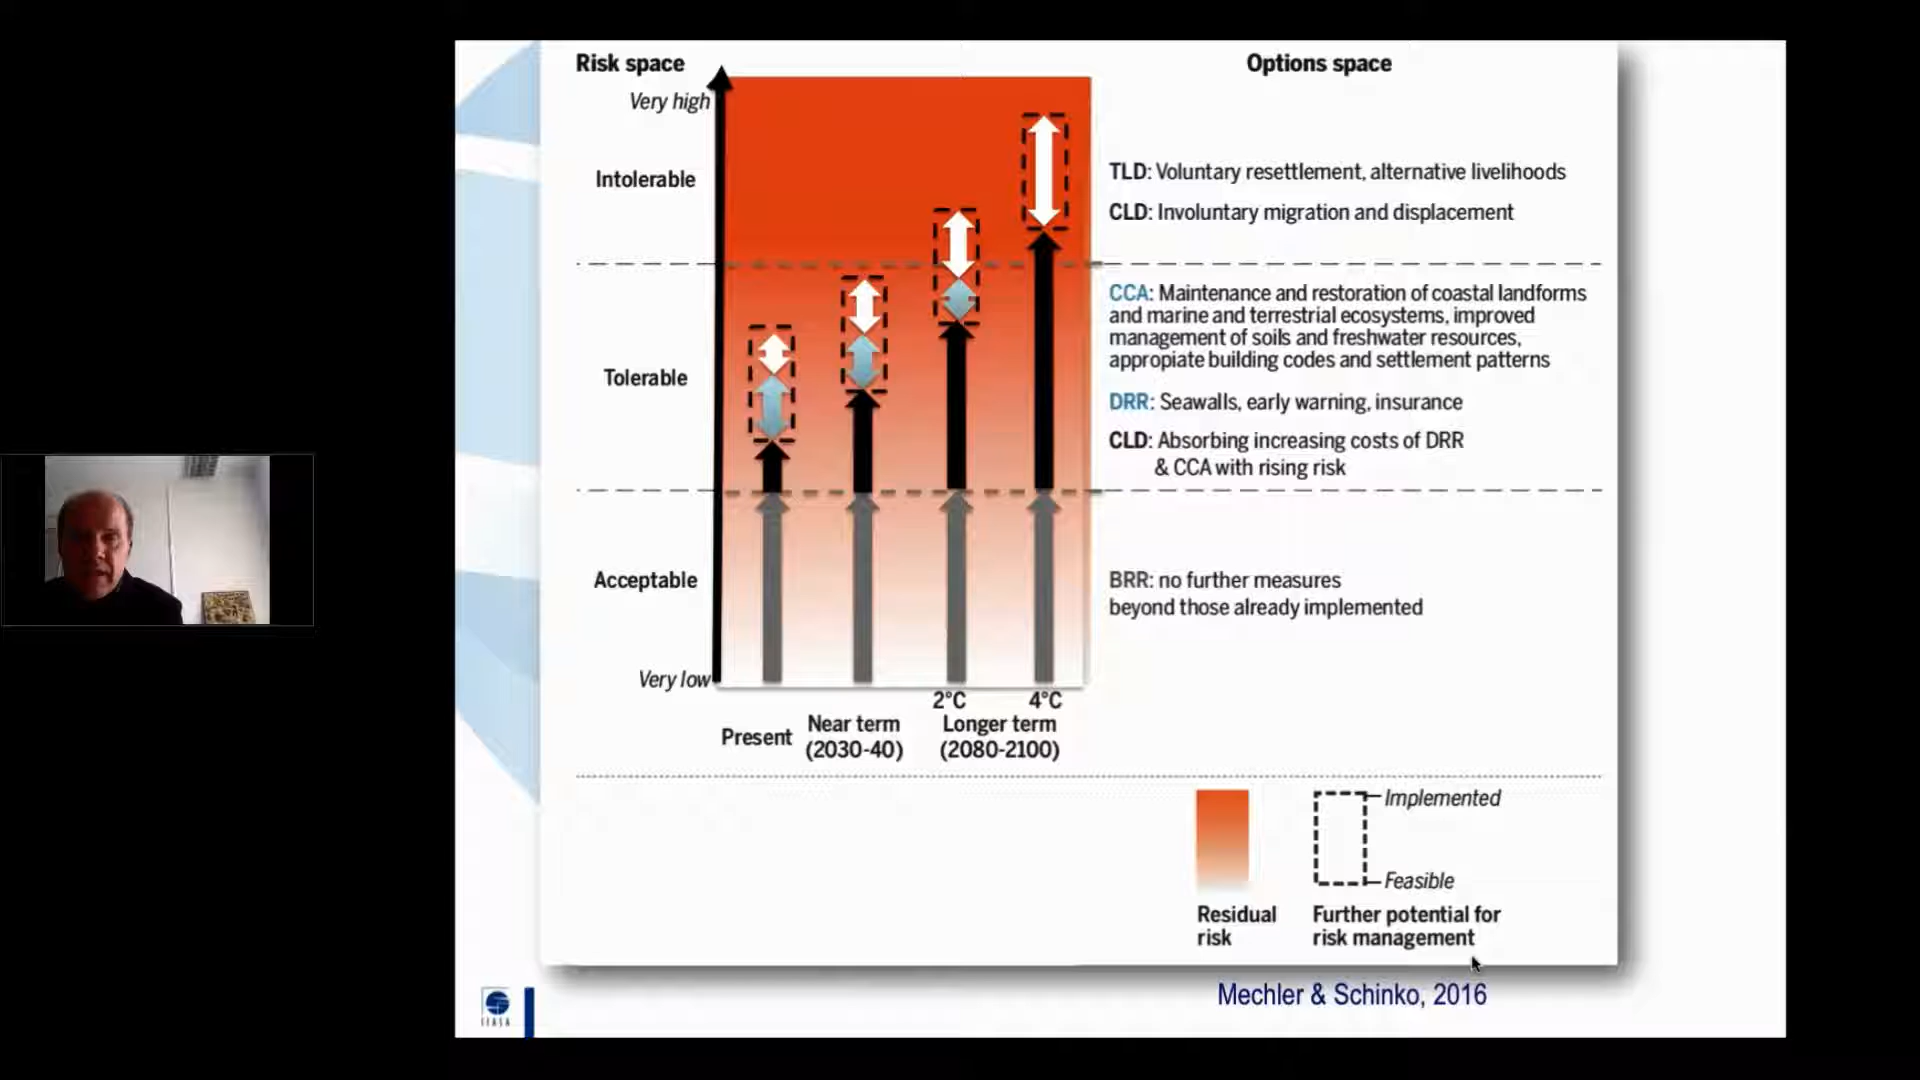 Risk space
Options space
Very high
Intolerable
TLD: Voluntary resettlement, alternative livelihoods
CLD: Involuntary migration and displacement
CCA: Maintenance and restoration of coastal landforms
and marine and terrestrial ecosystems, improved
management of soils and freshwater resources,
appropiate building codes and settlement patterns
Tolerable
DRR: Seawalls, early warning, insurance
CLD: Absorbing increasing costs of DRR
& CCA with rising risk
Acceptable
BRR: no further measures
beyond those already implemented
Very low
2°C
4°C
Present
Near term
(2030-40)
Longer term
(2080-2100)
Implemented
Feasible
Residual
risk
Further potential for
risk management
Mechler & Schinko, 2016
IIASA